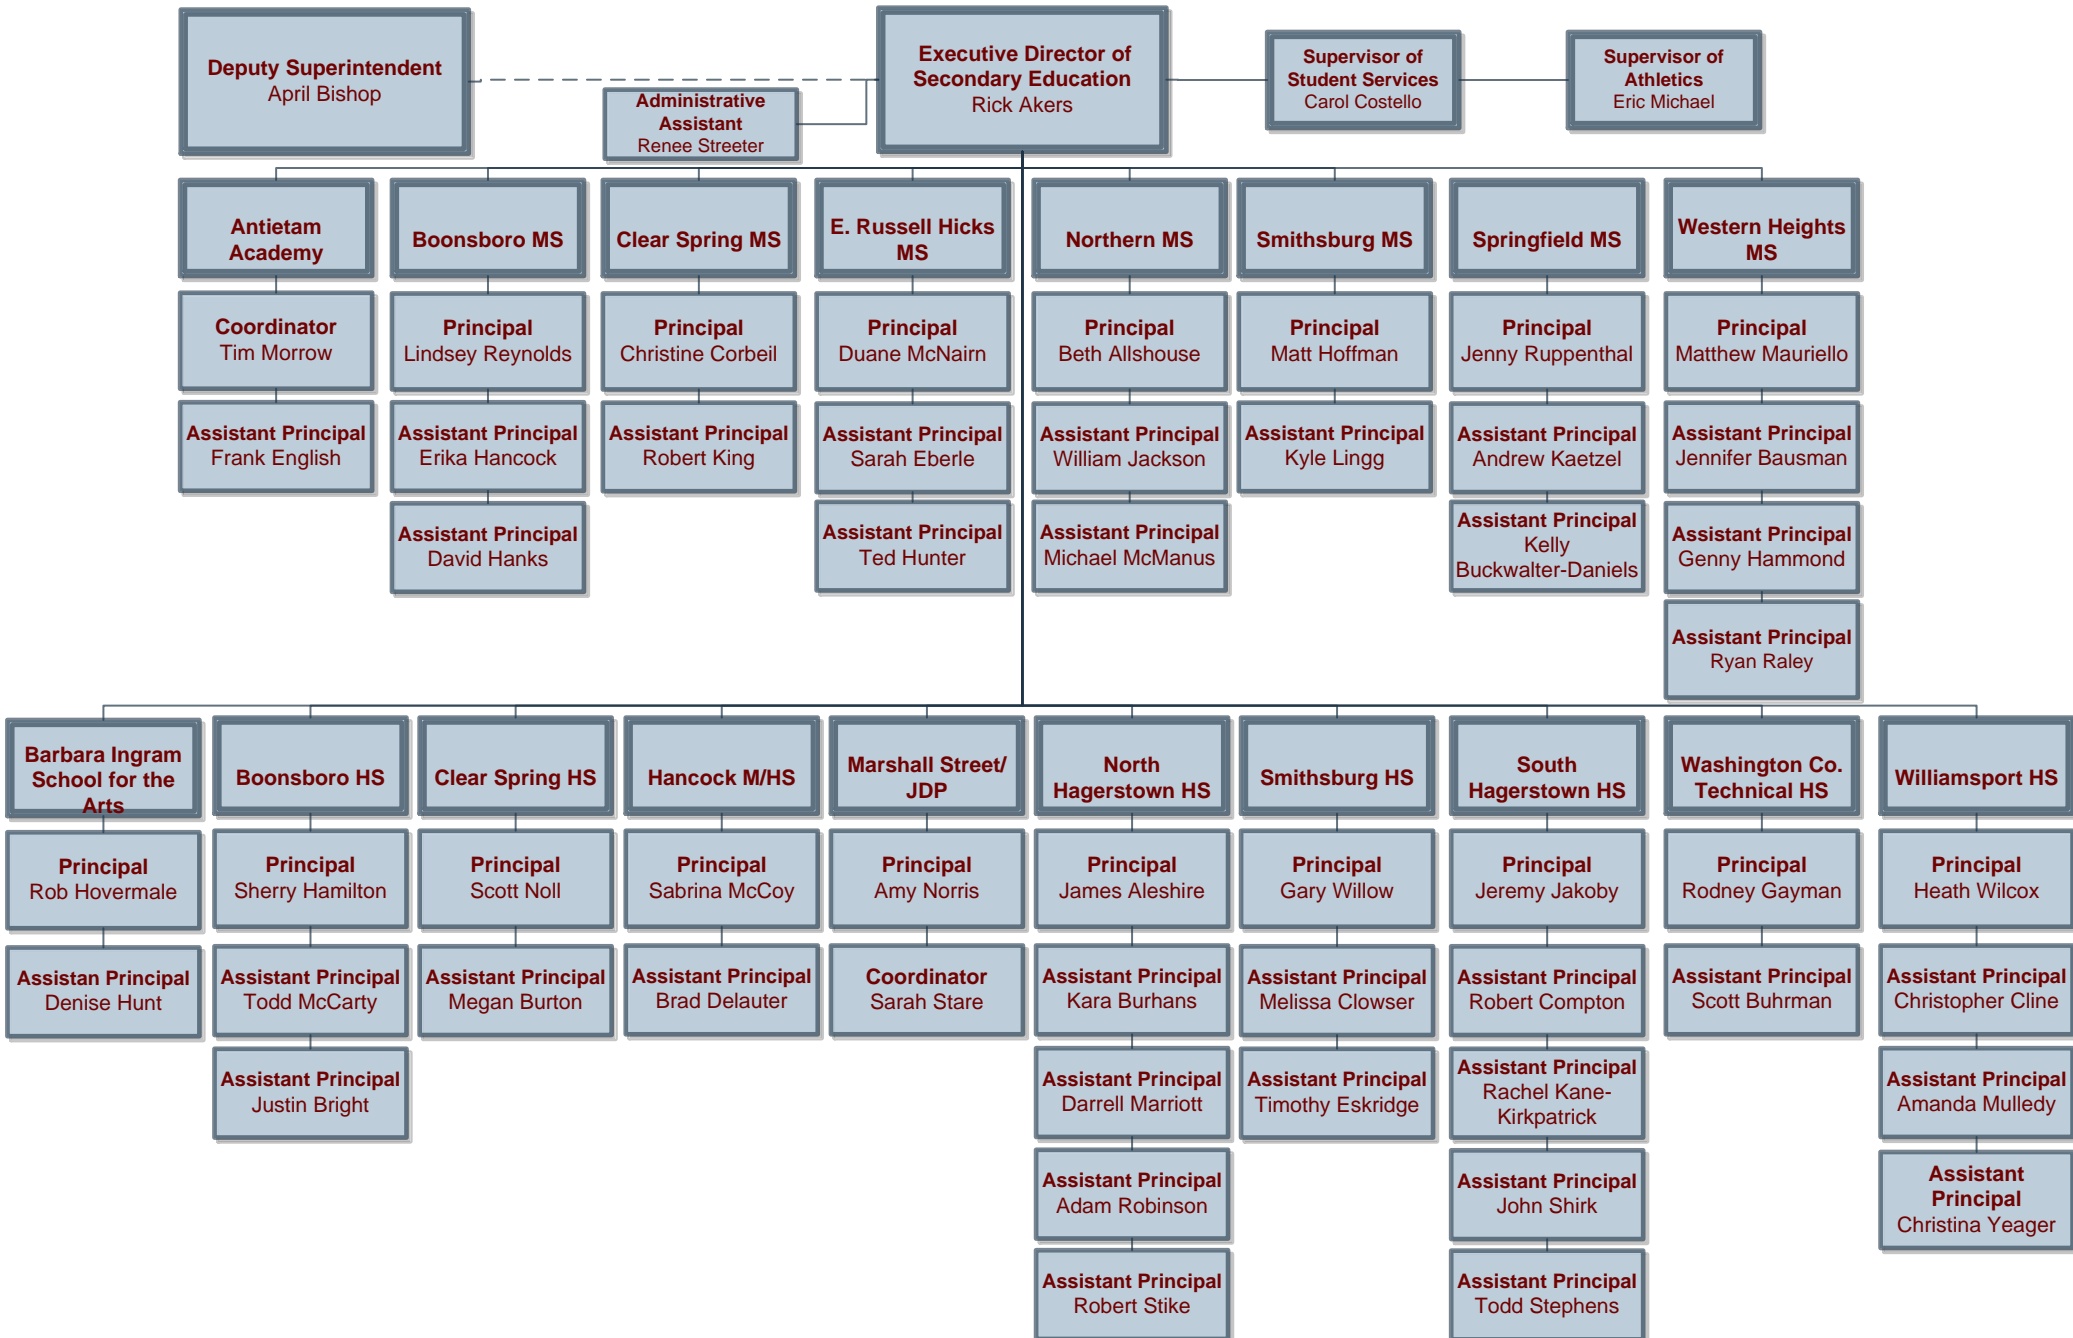 Deputy Superintendent
April Bishop
Administrative
Assistant
Renee Streeter
Executive Director of
Secondary Education
Rick Akers
Supervisor of
Student Services
Carol Costello
Supervisor of
Athletics
Eric Michael
Antietam
Academy
Boonsboro MS
Clear Spring MS
E. Russell Hicks
MS
Northern MS
Smithsburg MS
Springfield MS
Western Heights
MS
Coordinator
Tim Morrow
Principal
Lindsey Reynolds
Principal
Christine Corbeil
Principal
Duane McNairn
Principal
Beth Allshouse
Principal
Matt Hoffman
Principal
Jenny Ruppenthal
Principal
Matthew Mauriello
Assistant Principal
Frank English
Assistant Principal
Erika Hancock
Assistant Principal
Robert King
Assistant Principal
Sarah Eberle
Assistant Principal
William Jackson
Assistant Principal
Kyle Lingg
Assistant Principal
Andrew Kaetzel
Assistant Principal
Jennifer Bausman
Assistant Principal
David Hanks
Assistant Principal
Ted Hunter
Assistant Principal
Michael McManus
Assistant Principal
Kelly
Buckwalter-Daniels
Assistant Principal
Genny Hammond
Assistant Principal
Ryan Raley
Barbara Ingram
School for the
Arts
Boonsboro HS
Clear Spring HS
Hancock M/HS
Marshall Street/
JDP
North
Hagerstown HS
Smithsburg HS
South
Hagerstown HS
Washington Co.
Technical HS
Williamsport HS
Principal
Rob Hovermale
Principal
Sherry Hamilton
Principal
Scott Noll
Principal
Sabrina McCoy
Principal
Amy Norris
Principal
James Aleshire
Principal
Gary Willow
Principal
Jeremy Jakoby
Principal
Rodney Gayman
Principal
Heath Wilcox
Assistan Principal
Denise Hunt
Assistant Principal
Todd McCarty
Assistant Principal
Megan Burton
Assistant Principal
Brad Delauter
Coordinator
Sarah Stare
Assistant Principal
Kara Burhans
Assistant Principal
Melissa Clowser
Assistant Principal
Robert Compton
Assistant Principal
Scott Buhrman
Assistant Principal
Christopher Cline
Assistant Principal
Justin Bright
Assistant Principal
Darrell Marriott
Assistant Principal
Timothy Eskridge
Assistant Principal
Rachel Kane-
Kirkpatrick
Assistant Principal
Amanda Mulledy
Assistant Principal
Adam Robinson
Assistant Principal
John Shirk
Assistant
Principal
Christina Yeager
Assistant Principal
Robert Stike
Assistant Principal
Todd Stephens